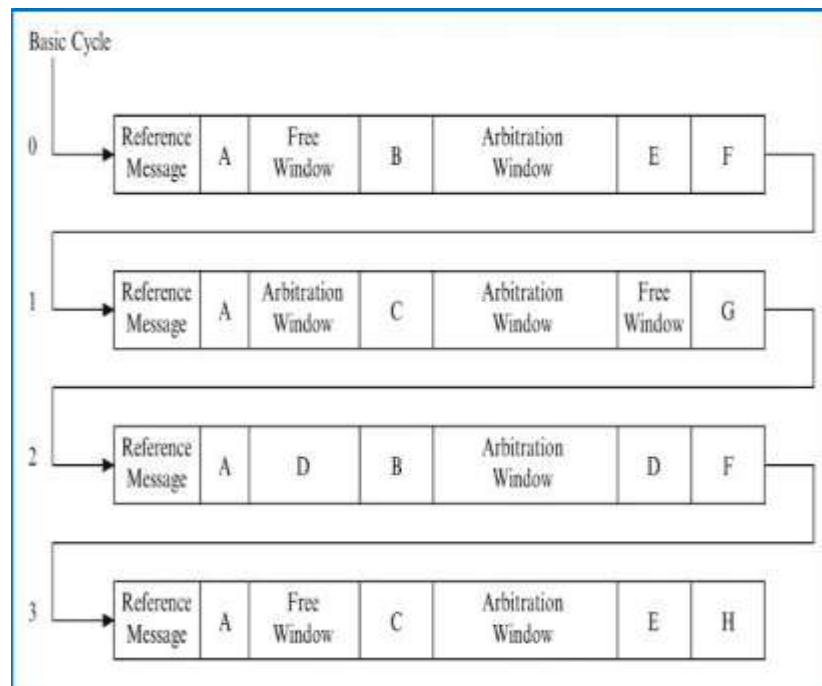 Basic Cycle
0
Reference Message
A
Free Window
B
Arbitration Window
E
F
1
Reference Message
A
Arbitration Window
C
Arbitration Window
Free Window
G
2
Reference Message
A
D
B
Arbitration Window
D
F
3
Reference Message
A
Free Window
C
Arbitration Window
E
H